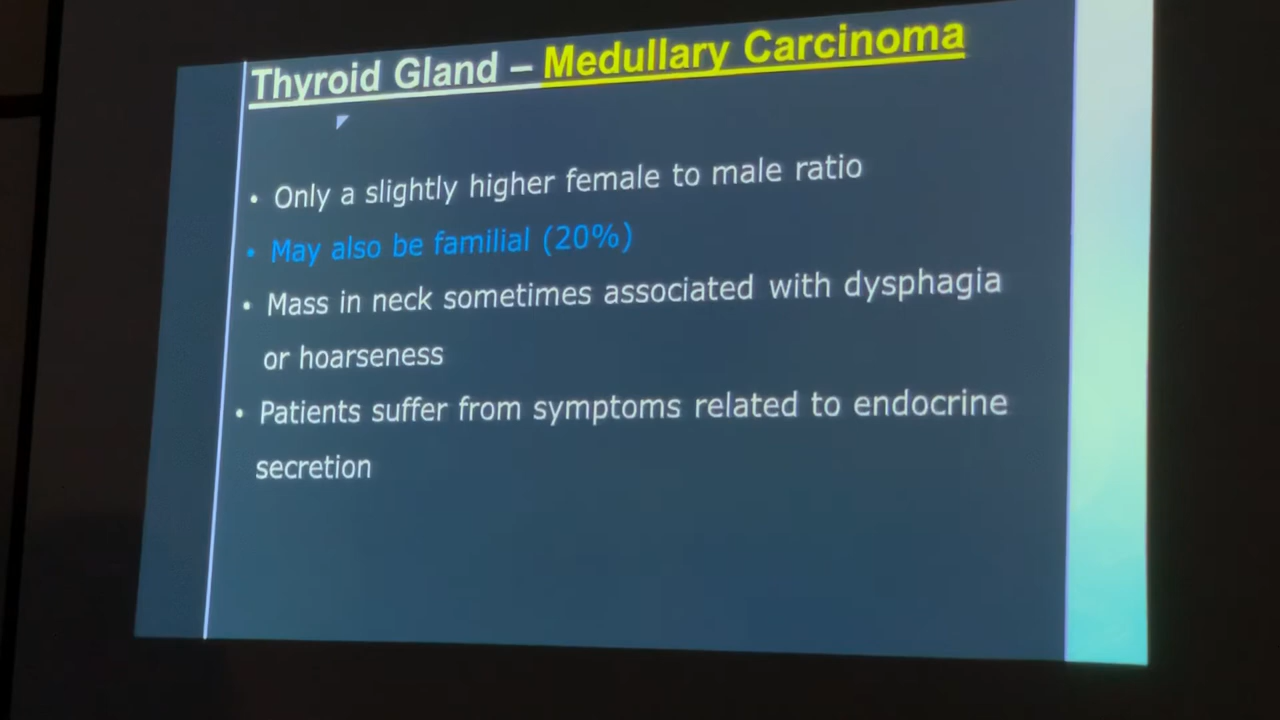 Thyroid Gland – Medullary Carcinoma
• Only a slightly higher female to male ratio
• May also be familial (20%)
• Mass in neck sometimes associated with dysphagia
or hoarseness
• Patients suffer from symptoms related to endocrine
secretion